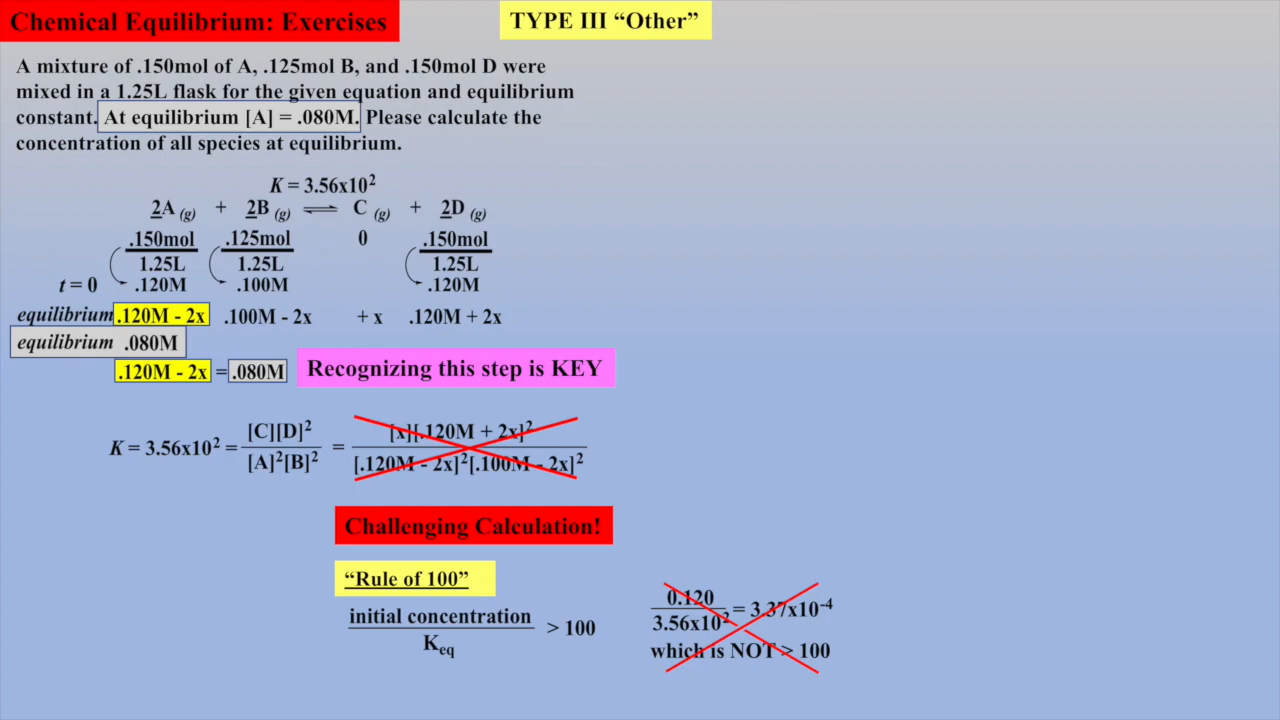 Chemical Equilibrium: Exercises
TYPE III “Other”
A mixture of .150mol of A, .125mol B, and .150mol D were
mixed in a 1.25L flask for the given equation and equilibrium
constant. At equilibrium [A] = .080M. Please calculate the
concentration of all species at equilibrium.
K = 3.56x10²
2A (g) + 2B (g) ⇌ C (g) + 2D (g)
.150mol .125mol 0 .150mol
1.25L 1.25L 1.25L
t = 0 .120M .100M .120M
equilibrium .120M - 2x .100M - 2x + x .120M + 2x
equilibrium .080M
.120M - 2x = .080M Recognizing this step is KEY
[C][D]² [x][.120M + 2x]²
K = 3.56x10² = =
[A]²[B]² [.120M - 2x]²[.100M - 2x]²
Challenging Calculation!
“Rule of 100”
initial concentration
Keq
> 100
0.120
3.56x10²
= 3.37x10⁻⁴
which is NOT > 100